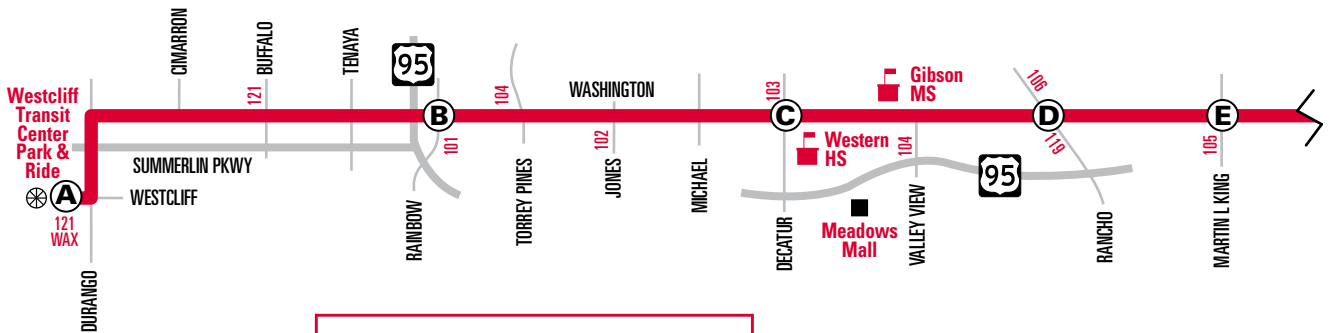 Westcliff
Transit
Center
Park &
Ride
A
121
WAX
DURANGO
WESTCLIFF
SUMMERLIN PKWY
CIMARRON
BUFFALO
121
TENAYA
95
B
101
RAINBOW
104
TORREY PINES
WASHINGTON
102
JONES
MICHAEL
103
C
DECATUR
Gibson
MS
Western
HS
Meadows
Mall
104
VALLEY VIEW
95
106
D
119
RANCHO
E
105
MARTIN L KING